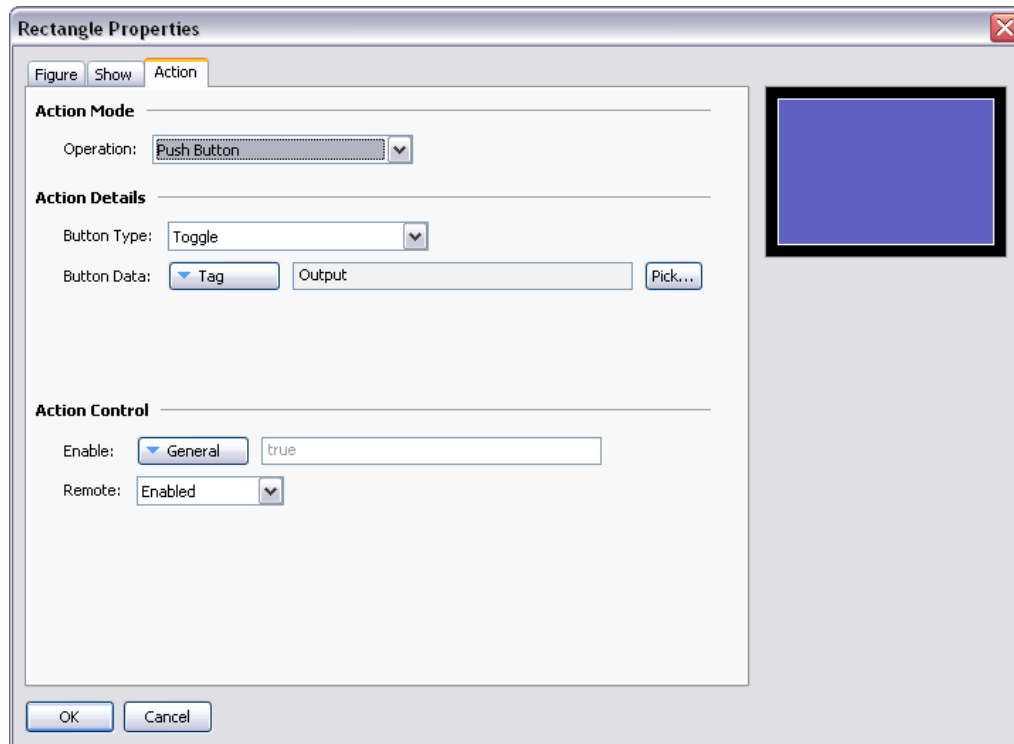 Rectangle Properties
Figure Show Action
Action Mode
Operation: Push Button
Action Details
Button Type: Toggle
Button Data: Tag Output Pick...
Action Control
Enable: General true
Remote: Enabled
OK Cancel